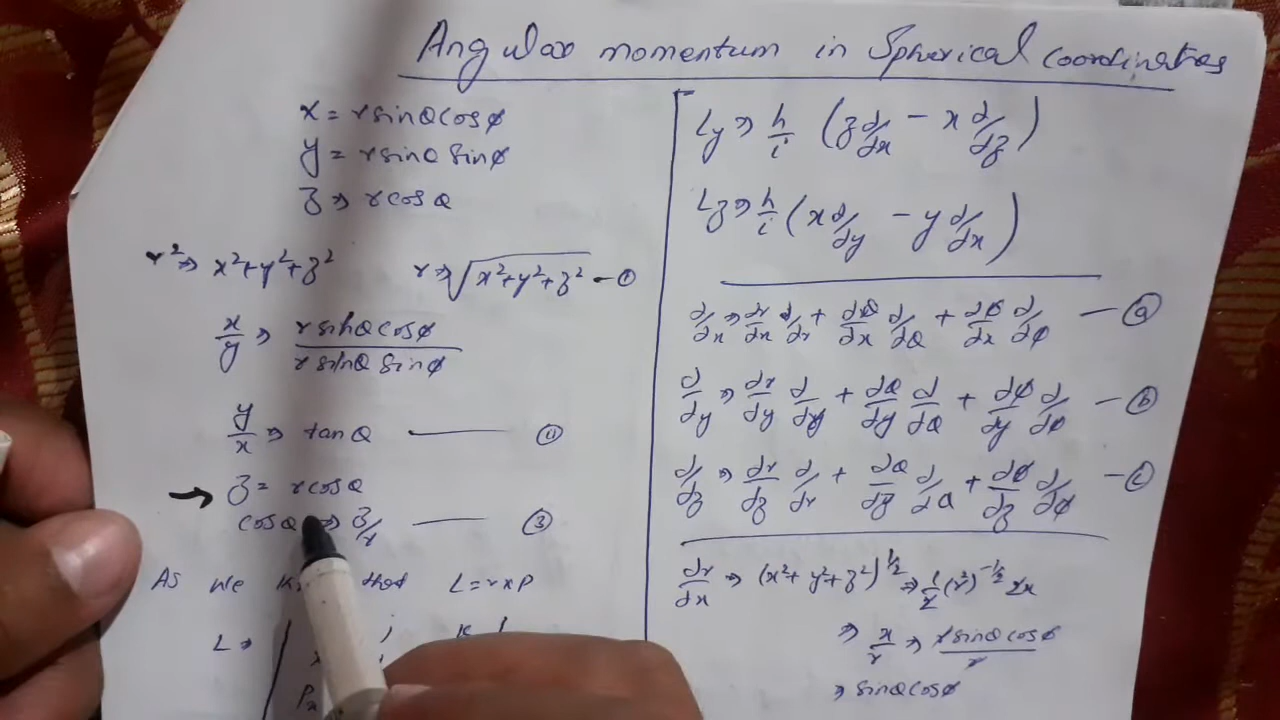 Angular momentum in Spherical coordinates
x = r sinθ cosϕ
y = r sinθ sinϕ
z ⇒ r cosθ
r² ⇒ x²+y²+z² r ⇒ √x²+y²+z² — ①
x/y ⇒ r sinθ cosϕ / r sinθ sinϕ
y/x ⇒ tanθ — ⑪
→ z = r cosθ
cosθ ⇒ z/r — ③
As we that L = r×P
L ⇒ j k
x
Pₓ
Ly ⇒ h/i (z d/dx − x d/dz)
Lz ⇒ h/i (x d/dy − y d/dx)
d/dx ⇒ dr/dx d/dr + dθ/dx d/dθ + dϕ/dx d/dϕ — ⓐ
d/dy ⇒ dr/dy d/dy + dθ/dy d/dθ + dϕ/dy d/dϕ — ⓑ
d/dz ⇒ dr/dz d/dr + dθ/dz d/dθ + dϕ/dz d/dϕ — ⓒ
dr/dx ⇒ (x²+y²+z²)^1/2 ⇒ 1/2 (r²)^-1/2 2x
⇒ x/r ⇒ r sinθ cosϕ / r
⇒ sinθ cosϕ